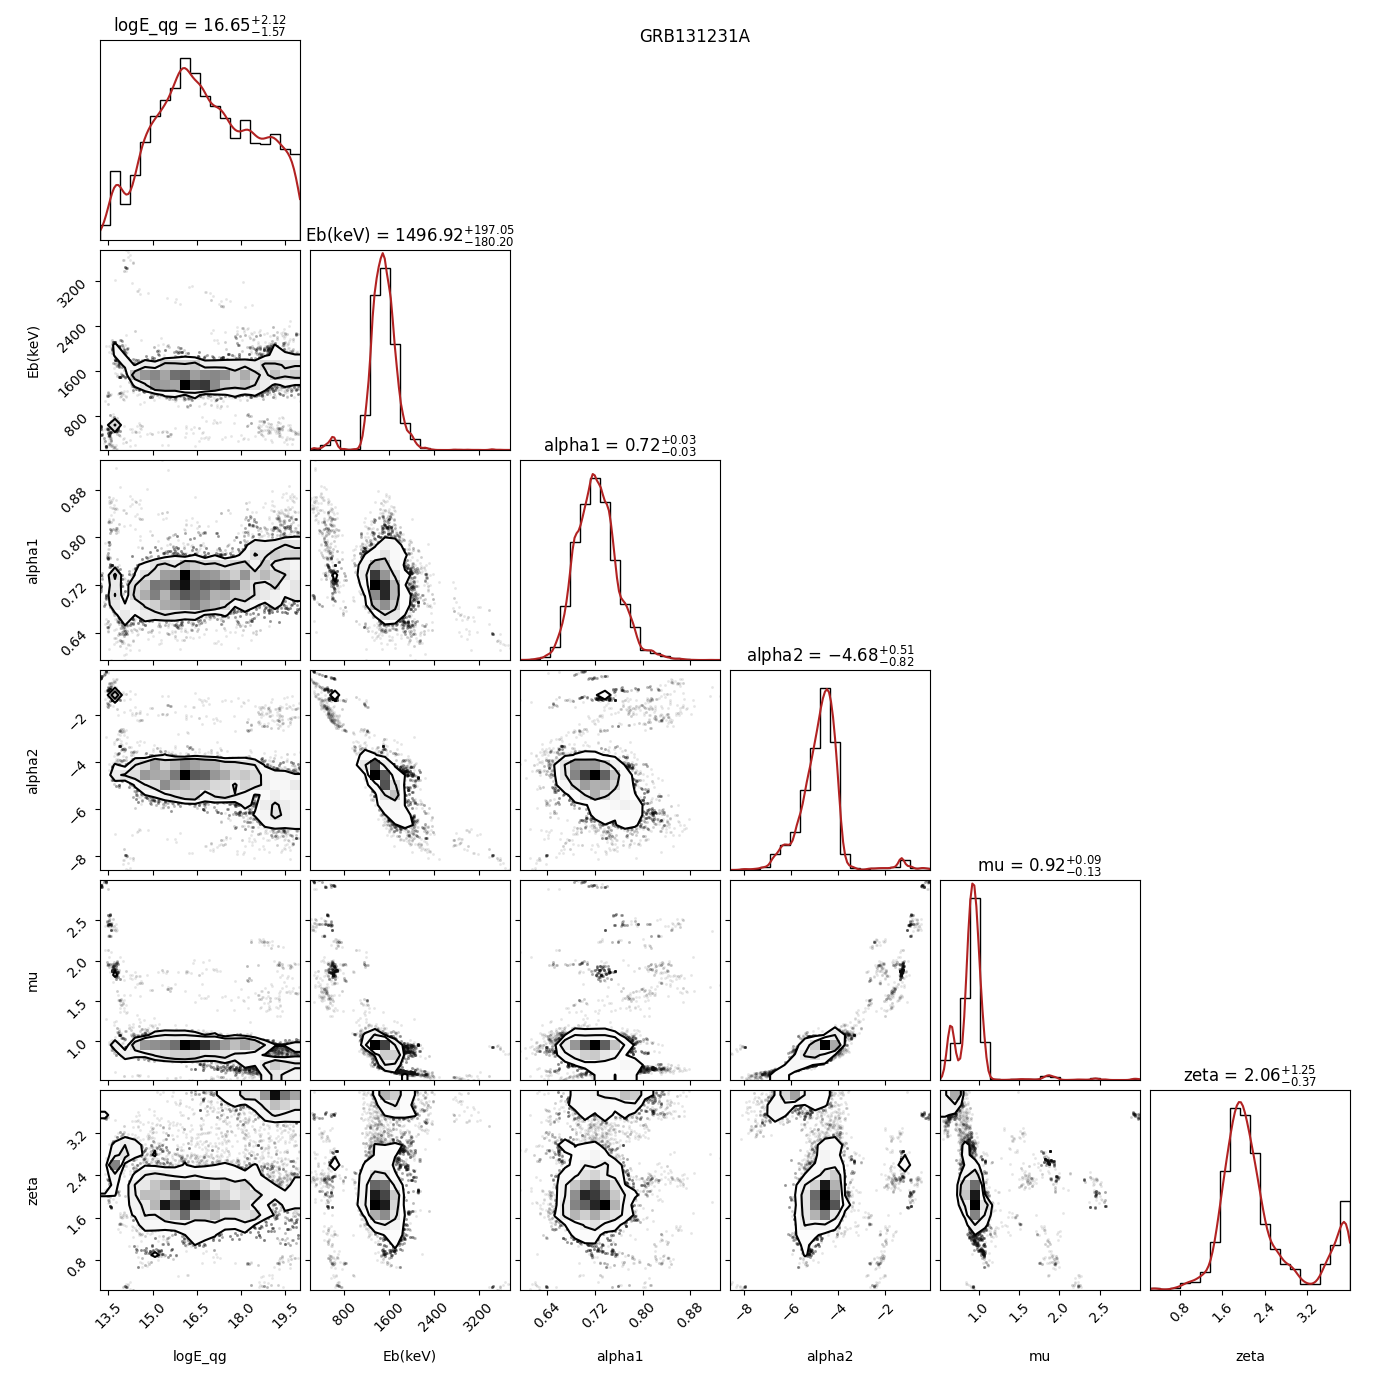 GRB131231A
logE_qg = 16.65+2.12 −1.57
Eb(keV) = 1496.92+197.05 −180.20
Eb(keV)
3200
2400
1600
800
alpha1 = 0.72+0.03 −0.03
alpha1
0.88
0.80
0.72
0.64
alpha2 = −4.68+0.51 −0.82
alpha2
−2
−4
−6
−8
mu = 0.92+0.09 −0.13
mu
2.5
2.0
1.5
1.0
zeta = 2.06+1.25 −0.37
zeta
3.2
2.4
1.6
0.8
13.5 15.0 16.5 18.0 19.5 800 1600 2400 3200 0.64 0.72 0.80 0.88 −8 −6 −4 −2 1.0 1.5 2.0 2.5 0.8 1.6 2.4 3.2
logE_qg Eb(keV) alpha1 alpha2 mu zeta